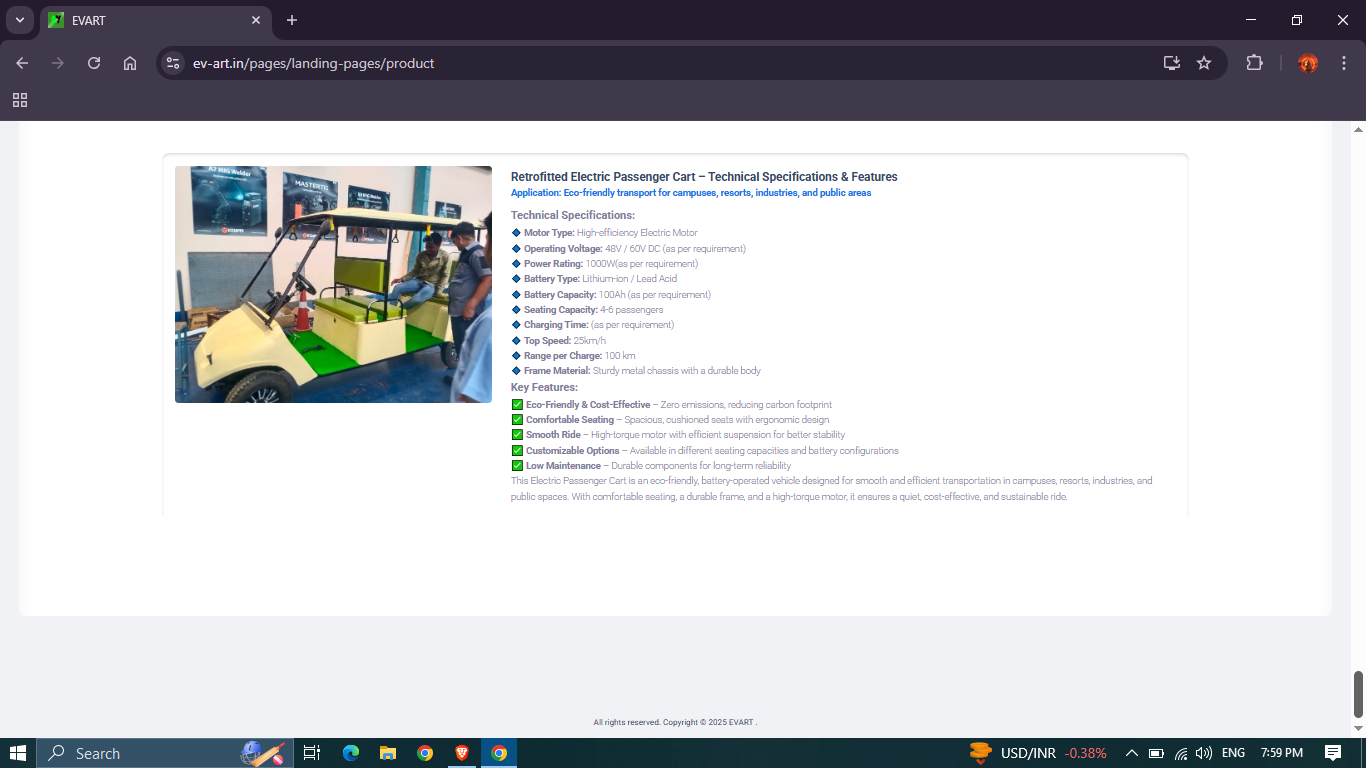 EVART
ev-art.in/pages/landing-pages/product
A7 MIG Welder
MASTERTIG
KEMPPI
Retrofitted Electric Passenger Cart – Technical Specifications & Features
Application: Eco-friendly transport for campuses, resorts, industries, and public areas
Technical Specifications:
🔷 Motor Type: High-efficiency Electric Motor
🔷 Operating Voltage: 48V / 60V DC (as per requirement)
🔷 Power Rating: 1000W(as per requirement)
🔷 Battery Type: Lithium-ion / Lead Acid
🔷 Battery Capacity: 100Ah (as per requirement)
🔷 Seating Capacity: 4-6 passengers
🔷 Charging Time: (as per requirement)
🔷 Top Speed: 25km/h
🔷 Range per Charge: 100 km
🔷 Frame Material: Sturdy metal chassis with a durable body
Key Features:
✅ Eco-Friendly & Cost-Effective – Zero emissions, reducing carbon footprint
✅ Comfortable Seating – Spacious, cushioned seats with ergonomic design
✅ Smooth Ride – High-torque motor with efficient suspension for better stability
✅ Customizable Options – Available in different seating capacities and battery configurations
✅ Low Maintenance – Durable components for long-term reliability
This Electric Passenger Cart is an eco-friendly, battery-operated vehicle designed for smooth and efficient transportation in campuses, resorts, industries, and
public spaces. With comfortable seating, a durable frame, and a high-torque motor, it ensures a quiet, cost-effective, and sustainable ride.
All rights reserved. Copyright © 2025 EVART .
Search
USD/INR -0.38%
ENG
7:59 PM